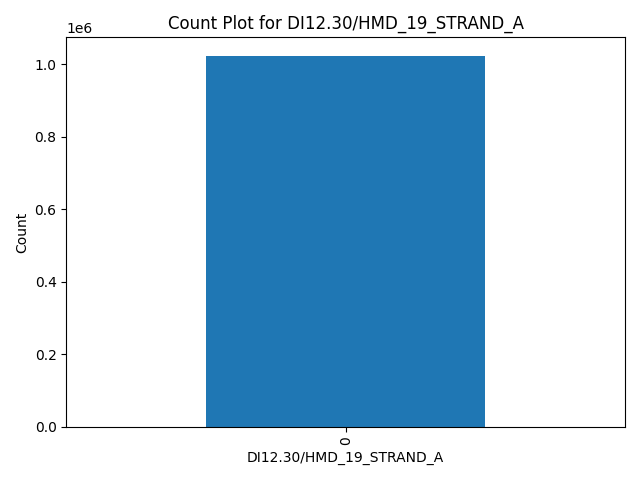 Count Plot for DI12.30/HMD_19_STRAND_A
1e6
1.0
0.8
0.6
0.4
0.2
0.0
Count
0
DI12.30/HMD_19_STRAND_A